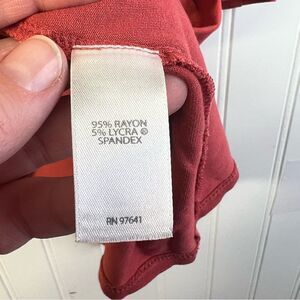 95% RAYON
5% LYCRA ®
SPANDEX
RN 97641